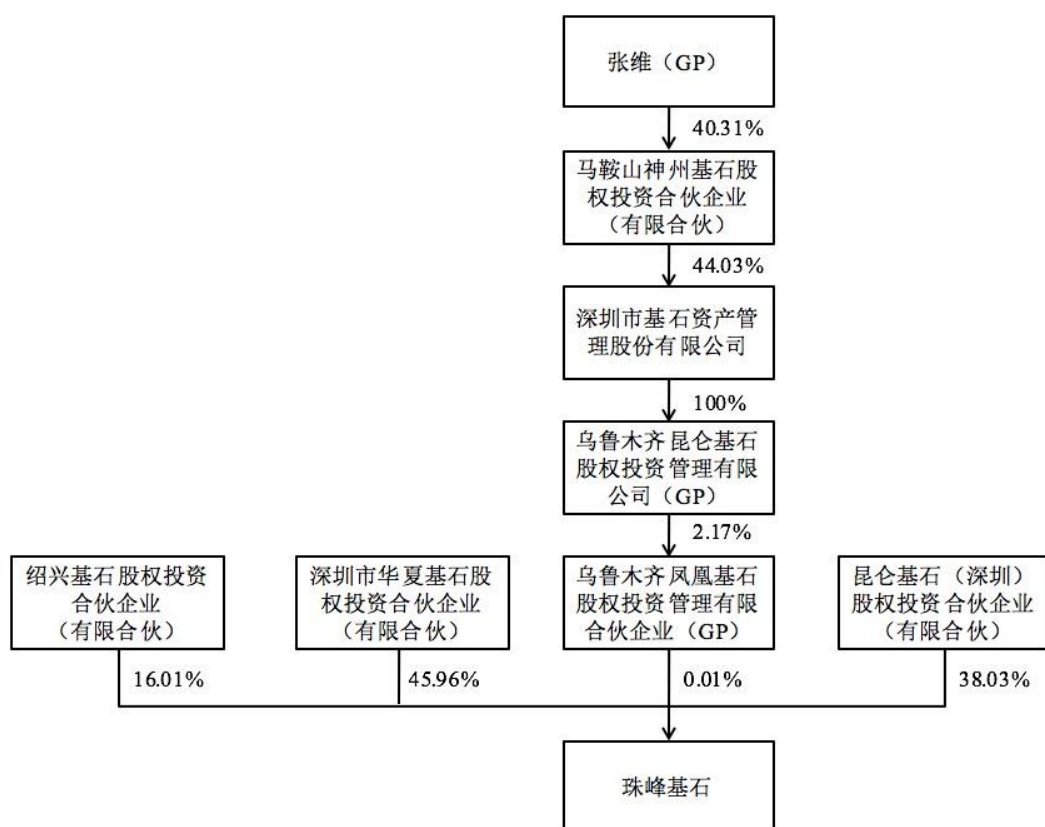 张维（GP）
40.31%
马鞍山神州基石股
权投资合伙企业
（有限合伙）
44.03%
深圳市基石资产管
理股份有限公司
100%
乌鲁木齐昆仑基石
股权投资管理有限
公司（GP）
2.17%
绍兴基石股权投资
合伙企业
（有限合伙）
深圳市华夏基石股
权投资合伙企业
（有限合伙）
乌鲁木齐凤凰基石
股权投资管理有限
合伙企业（GP）
昆仑基石（深圳）
股权投资合伙企业
（有限合伙）
16.01%
45.96%
0.01%
38.03%
珠峰基石